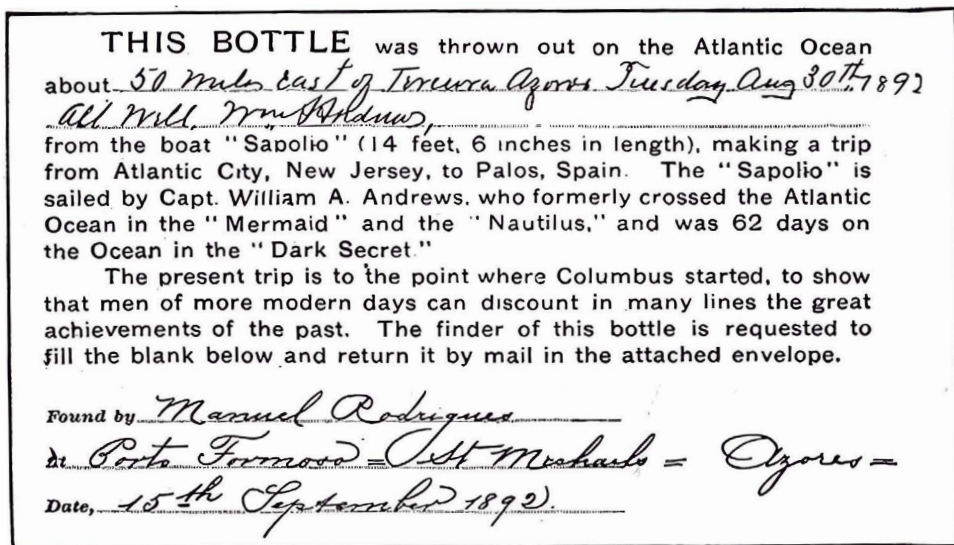 THIS BOTTLE was thrown out on the Atlantic Ocean
about 50 miles east of Terceira Azores Tuesday Aug 30th, 1892
All Well, Wm A Andrews,
from the boat "Sapolio" (14 feet, 6 inches in length), making a trip
from Atlantic City, New Jersey, to Palos, Spain. The "Sapolio" is
sailed by Capt. William A. Andrews, who formerly crossed the Atlantic
Ocean in the "Mermaid" and the "Nautilus," and was 62 days on
the Ocean in the "Dark Secret."
The present trip is to the point where Columbus started, to show
that men of more modern days can discount in many lines the great
achievements of the past. The finder of this bottle is requested to
fill the blank below and return it by mail in the attached envelope.
Found by Manuel Rodrigues
At Porto Formoso = St Michaels = Azores =
Date, 15th September 1892.